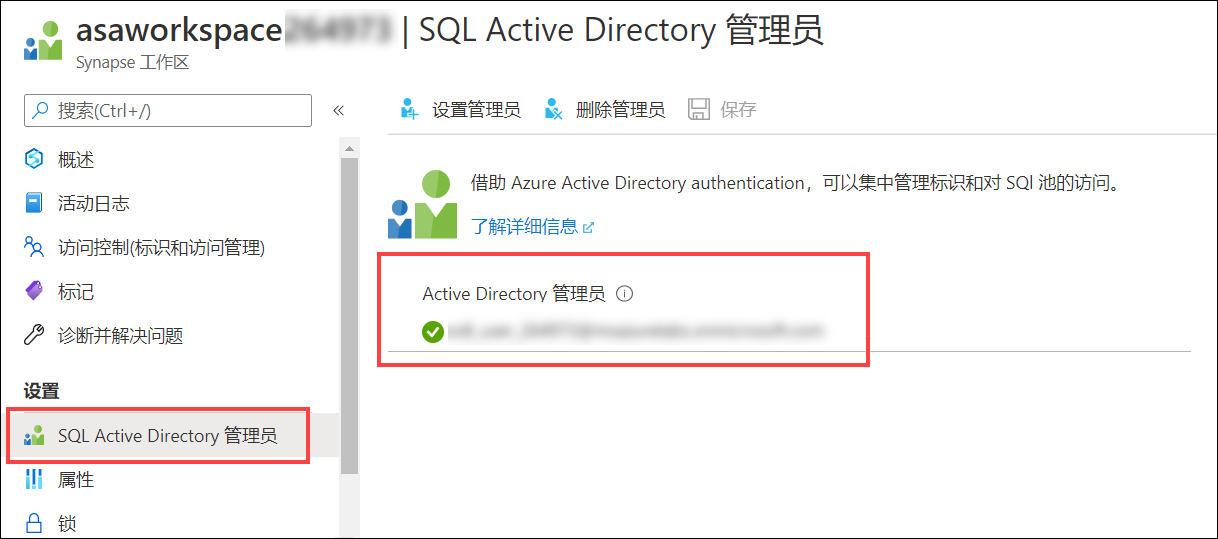 asaworkspace | SQL Active Directory 管理员
Synapse 工作区
搜索(Ctrl+/)
«
设置管理员
删除管理员
保存
概述
活动日志
访问控制(标识和访问管理)
标记
诊断并解决问题
设置
SQL Active Directory 管理员
属性
锁
借助 Azure Active Directory authentication，可以集中管理标识和对 SQl 池的访问。
了解详细信息
Active Directory 管理员